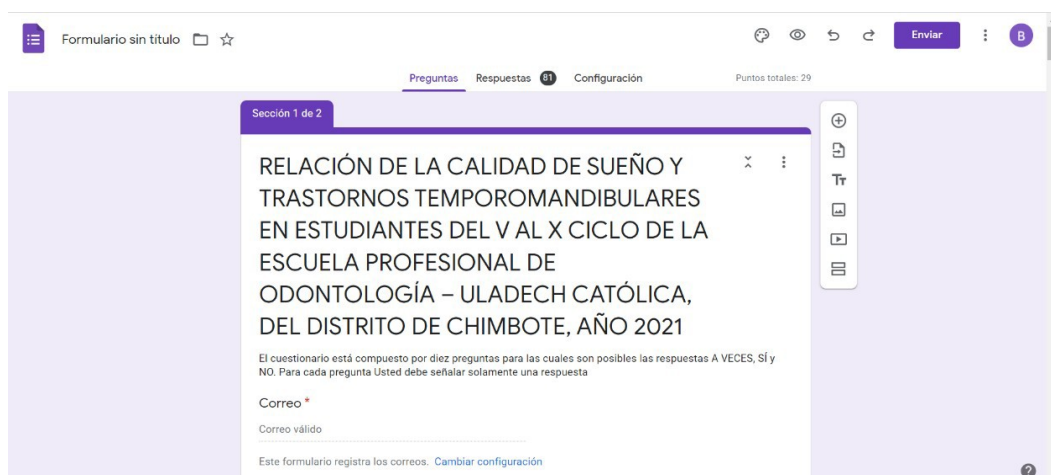 Formulario sin título
Enviar
B
Preguntas
Respuestas 81
Configuración
Puntos totales: 29
Sección 1 de 2
RELACIÓN DE LA CALIDAD DE SUEÑO Y
TRASTORNOS TEMPOROMANDIBULARES
EN ESTUDIANTES DEL V AL X CICLO DE LA
ESCUELA PROFESIONAL DE
ODONTOLOGÍA – ULADECH CATÓLICA,
DEL DISTRITO DE CHIMBOTE, AÑO 2021
El cuestionario está compuesto por diez preguntas para las cuales son posibles las respuestas A VECES, SÍ y
NO. Para cada pregunta Usted debe señalar solamente una respuesta
Correo *
Correo válido
Este formulario registra los correos. Cambiar configuración